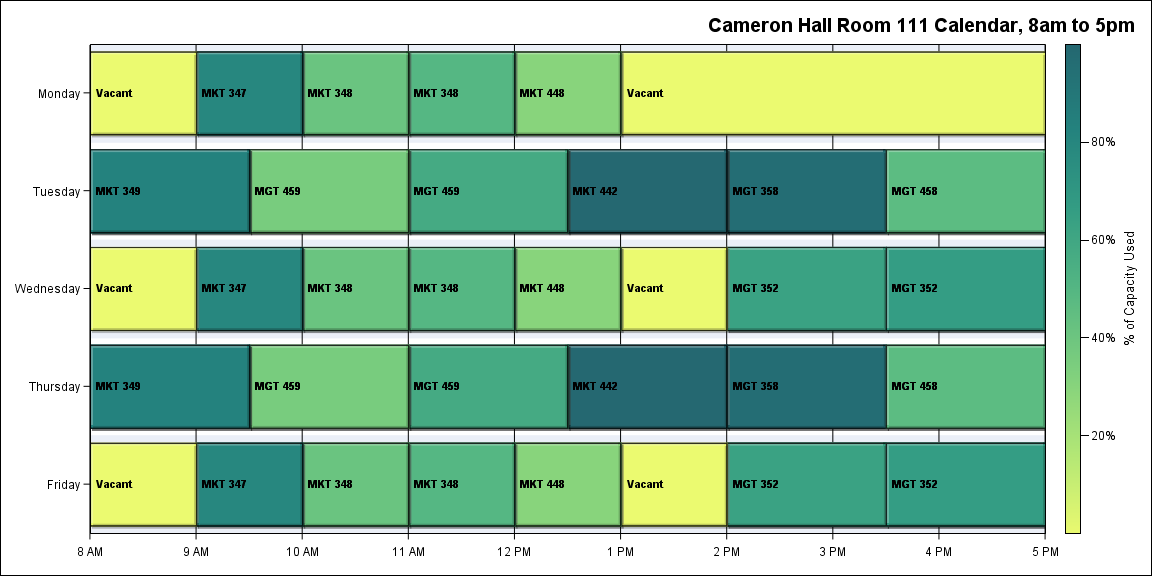 Cameron Hall Room 111 Calendar, 8am to 5pm
Monday
Vacant
MKT 347
MKT 348
MKT 348
MKT 448
Vacant
Tuesday
MKT 349
MGT 459
MGT 459
MKT 442
MGT 358
MGT 458
Wednesday
Vacant
MKT 347
MKT 348
MKT 348
MKT 448
Vacant
MGT 352
MGT 352
Thursday
MKT 349
MGT 459
MGT 459
MKT 442
MGT 358
MGT 458
Friday
Vacant
MKT 347
MKT 348
MKT 348
MKT 448
Vacant
MGT 352
MGT 352
8 AM
9 AM
10 AM
11 AM
12 PM
1 PM
2 PM
3 PM
4 PM
5 PM
80%
60%
40%
20%
% of Capacity Used